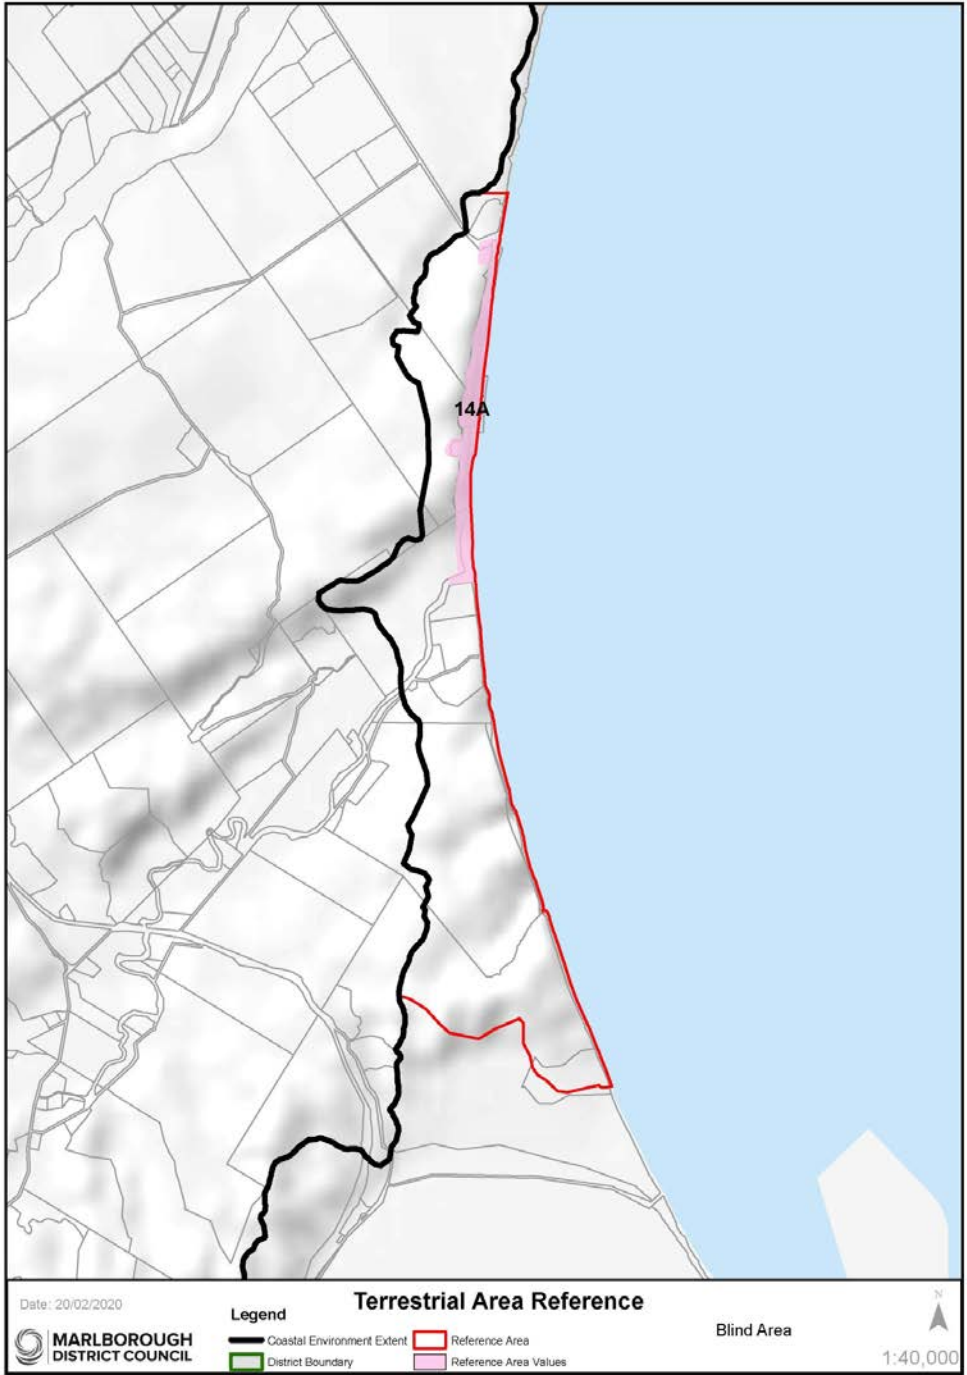 14A
Date: 20/02/2020
MARLBOROUGH
DISTRICT COUNCIL
Terrestrial Area Reference
Legend
Coastal Environment Extent
Reference Area
District Boundary
Reference Area Values
Blind Area
N
1:40,000